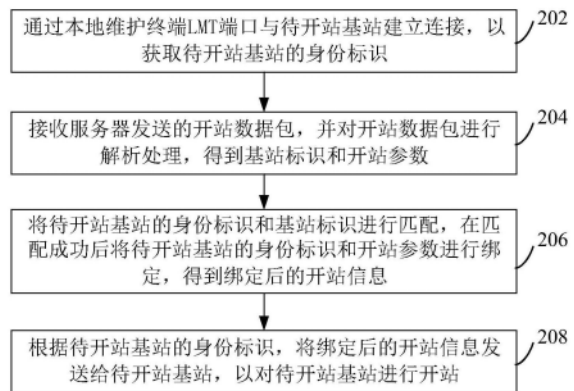 通过本地维护终端LMT端口与待开站基站建立连接，以
获取待开站基站的身份标识
202
接收服务器发送的开站数据包，并对开站数据包进行
解析处理，得到基站标识和开站参数
204
将待开站基站的身份标识和基站标识进行匹配，在匹
配成功后将待开站基站的身份标识和开站参数进行绑
定，得到绑定后的开站信息
206
根据待开站基站的身份标识，将绑定后的开站信息发
送给待开站基站，以对待开站基站进行开站
208